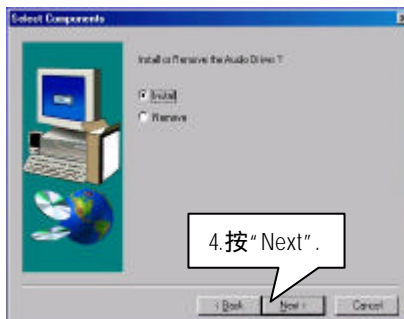 Select Components
Install or Remove the Audio Driver ?
Install
Remove
4.按“Next”.
< Back
Next >
Cancel